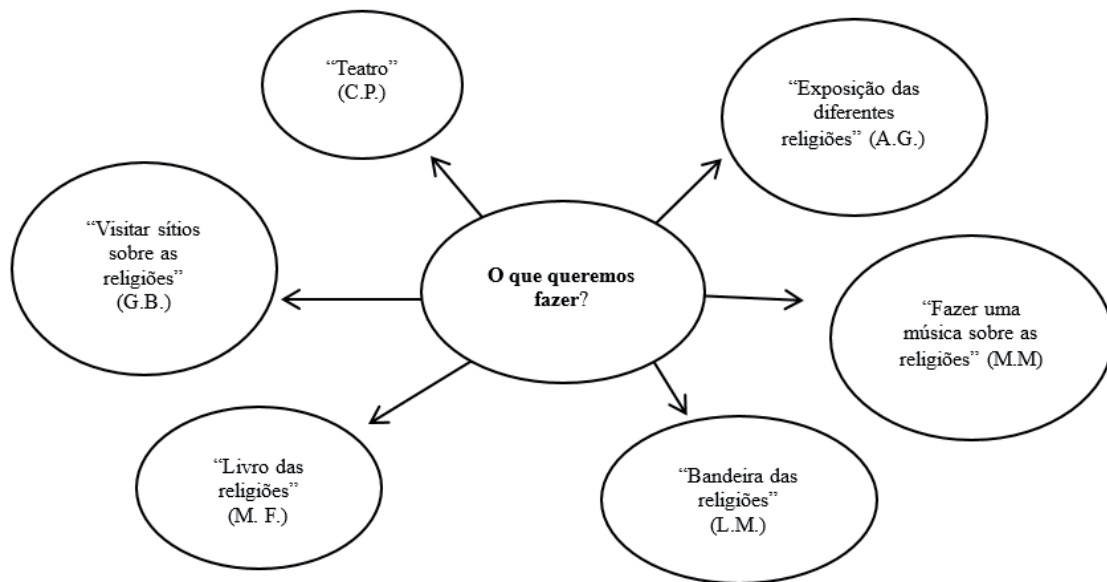 “Teatro”
(C.P.)
“Exposição das
diferentes
religiões” (A.G.)
“Visitar sítios
sobre as
religiões”
(G.B.)
O que queremos
fazer?
“Fazer uma
música sobre as
religiões” (M.M)
“Livro das
religiões”
(M. F.)
“Bandeira das
religiões”
(L.M.)